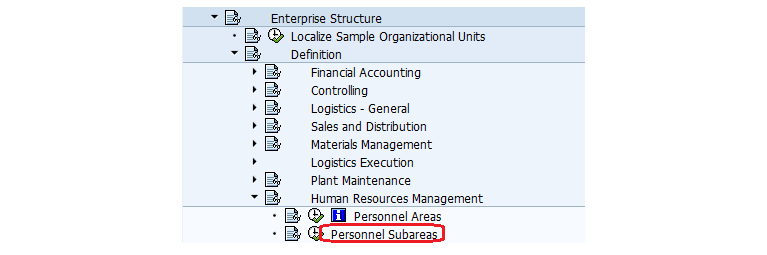 Enterprise Structure
Localize Sample Organizational Units
Definition
Financial Accounting
Controlling
Logistics - General
Sales and Distribution
Materials Management
Logistics Execution
Plant Maintenance
Human Resources Management
Personnel Areas
Personnel Subareas